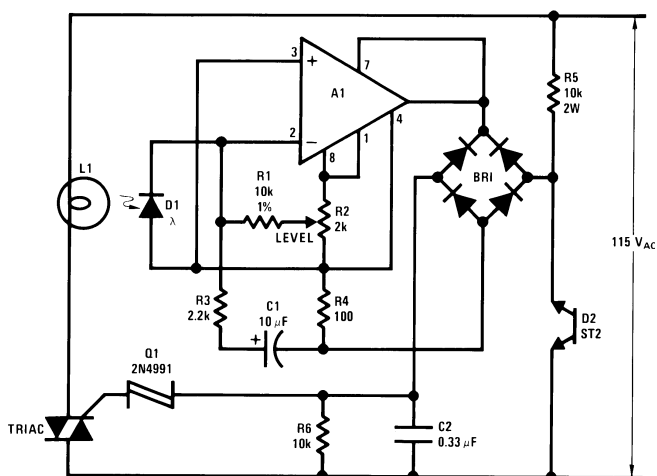 3
+
7
A1
4
2
−
1
8
R5
10k
2W
L1
R1
10k
1%
LEVEL
R2
2k
D1
λ
BRI
115 VAC
R3
2.2k
C1
10 μF
+
R4
100
D2
ST2
Q1
2N4991
TRIAC
R6
10k
C2
0.33 μF